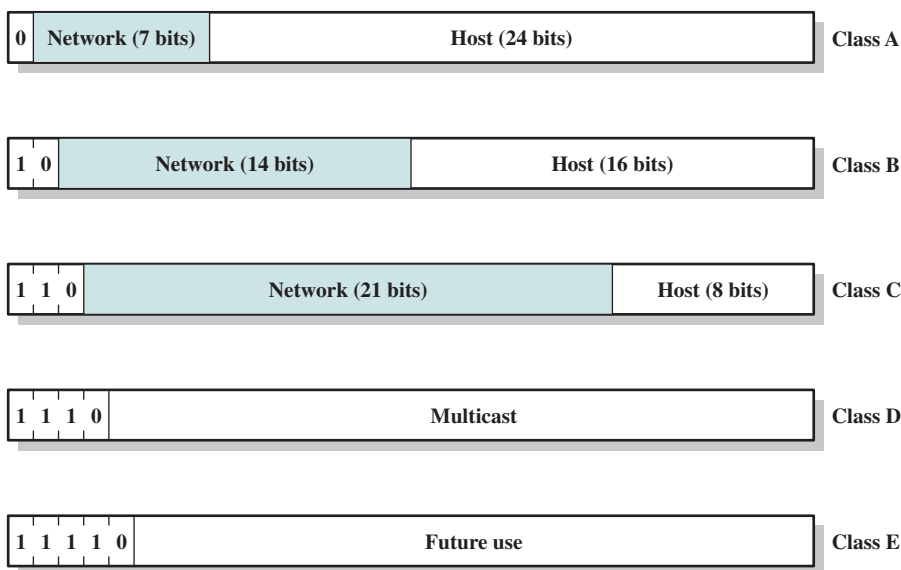 0 Network (7 bits) Host (24 bits) Class A
1 0 Network (14 bits) Host (16 bits) Class B
1 1 0 Network (21 bits) Host (8 bits) Class C
1 1 1 0 Multicast Class D
1 1 1 1 0 Future use Class E